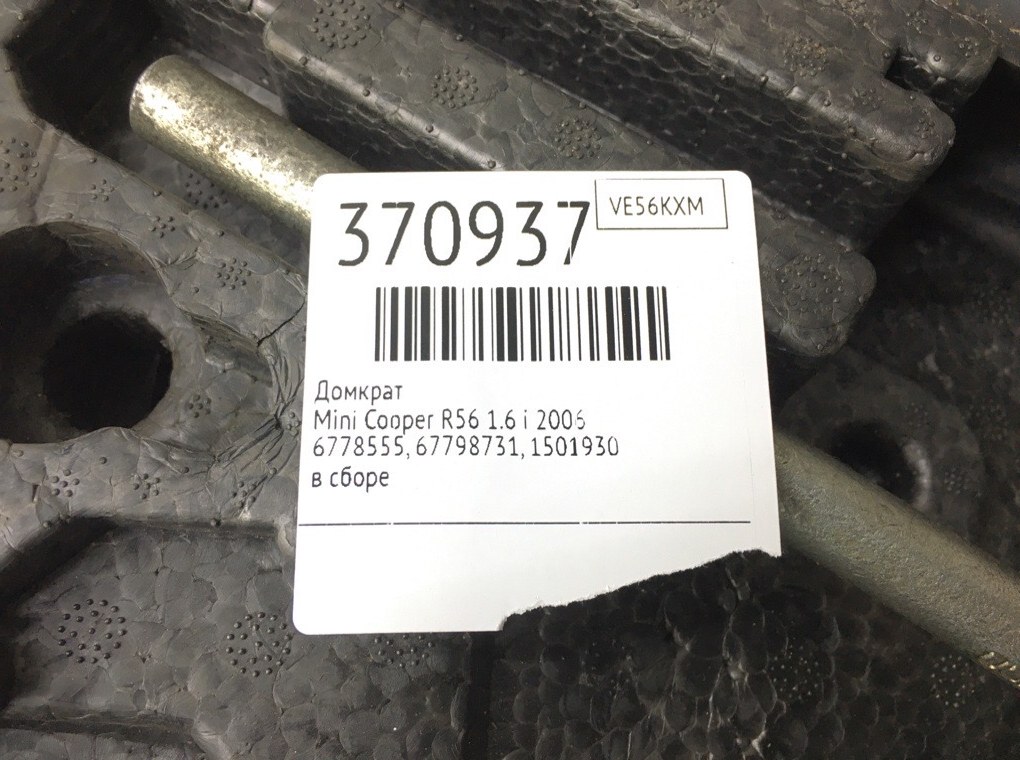 370937
VE56KXM
Домкрат
Mini Cooper R56 1.6 i 2006
6778555, 67798731, 1501930
в сборе